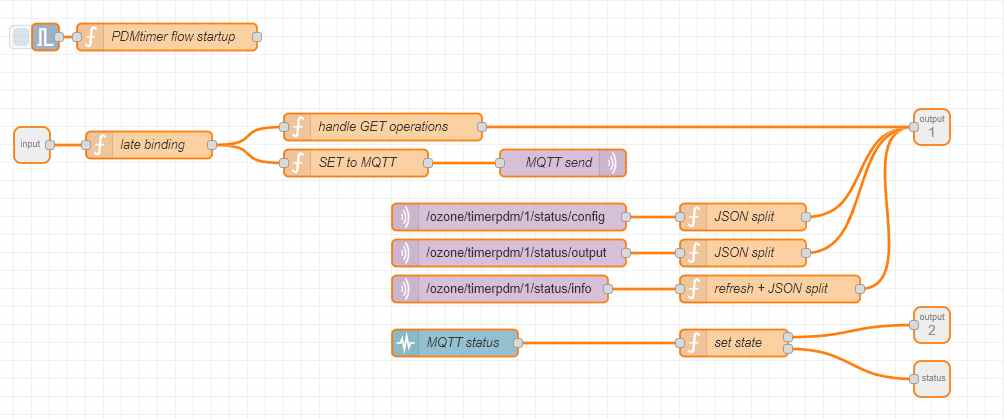 PDMtimer flow startup
input
late binding
handle GET operations
SET to MQTT
MQTT send
output
1
/ozone/timerpdm/1/status/config
JSON split
/ozone/timerpdm/1/status/output
JSON split
/ozone/timerpdm/1/status/info
refresh + JSON split
MQTT status
set state
output
2
status